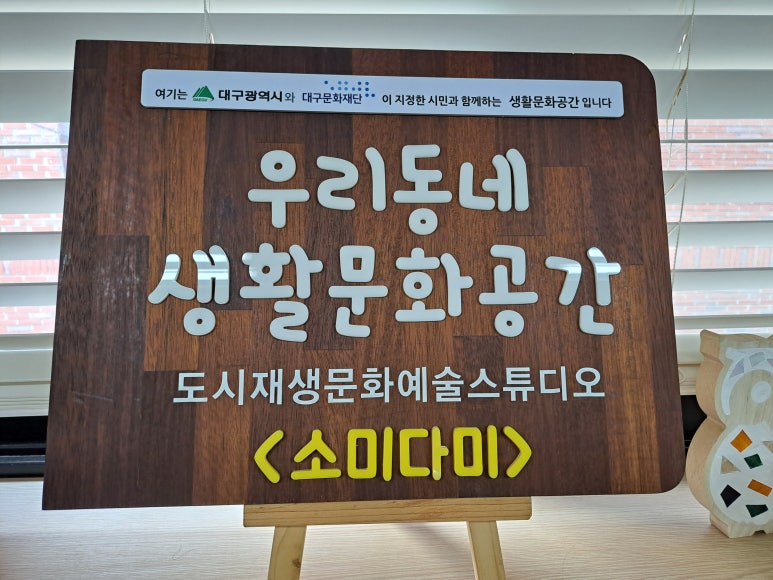 여기는 DAEGU 대구광역시와 대구문화재단 이 지정한 시민과 함께하는 생활문화공간입니다
우리동네
생활문화공간
도시재생문화예술스튜디오
<소미다미>